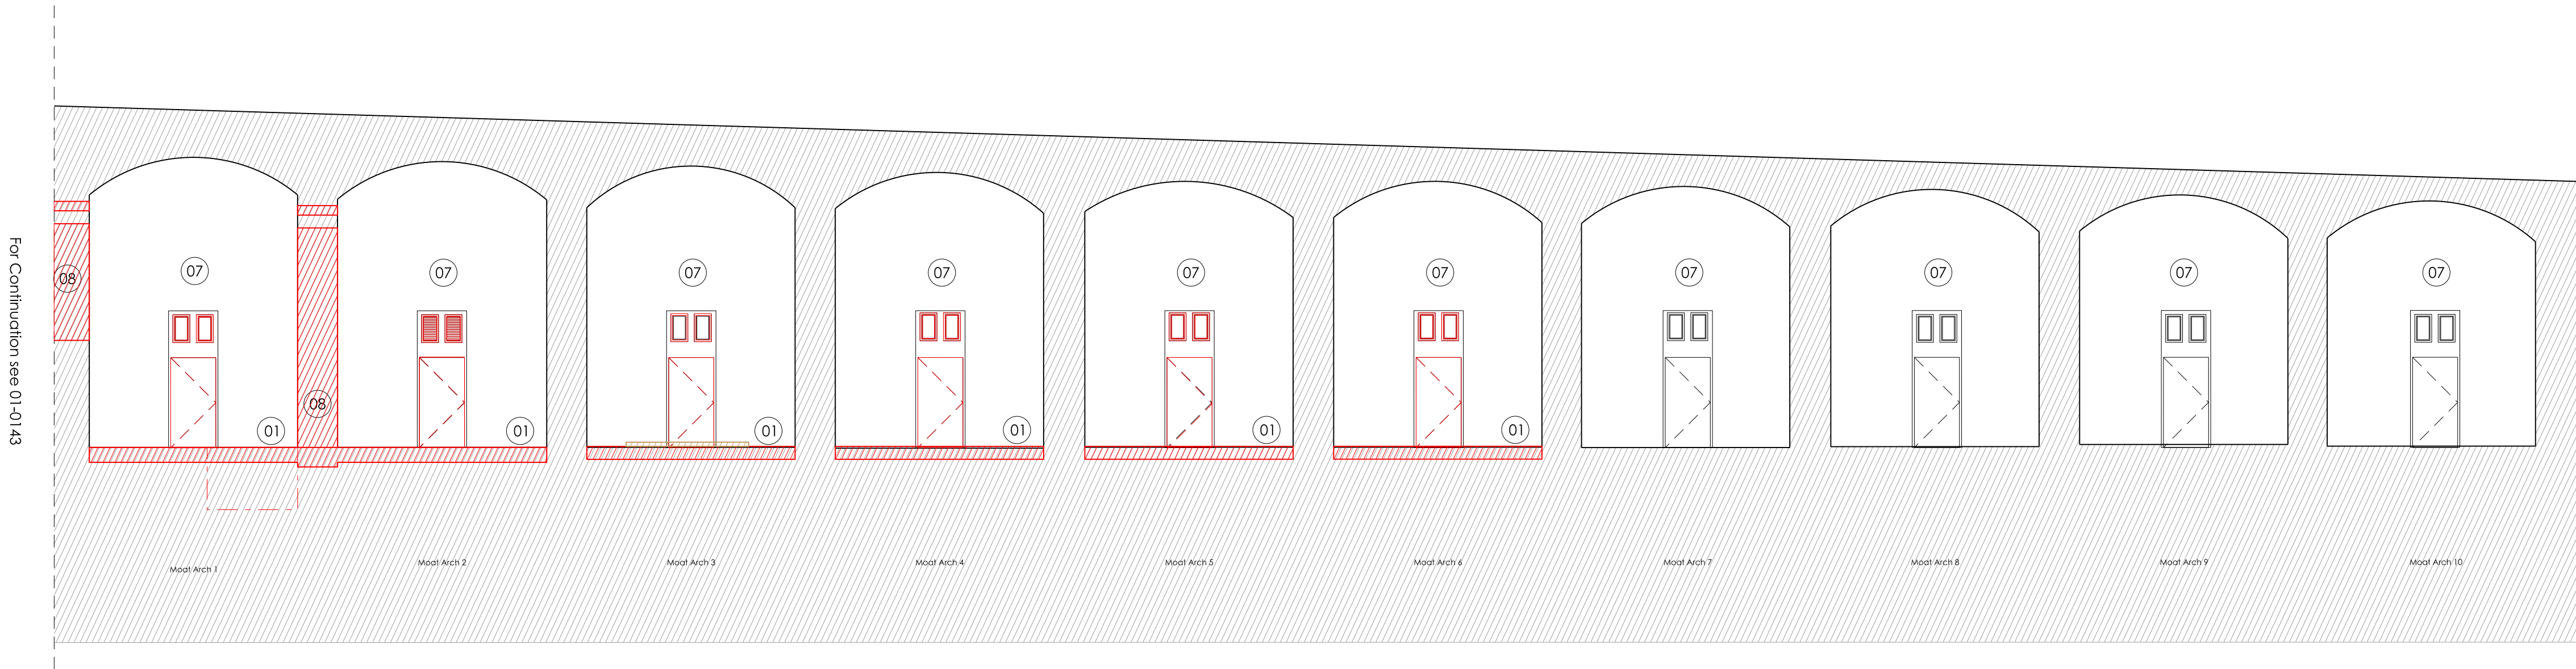 For Continuation see 01-0143
07 07 07 07 07 07 07 07 07 07
08
08
01 01 01 01 01 01
Moat Arch 1
Moat Arch 2
Moat Arch 3
Moat Arch 4
Moat Arch 5
Moat Arch 6
Moat Arch 7
Moat Arch 8
Moat Arch 9
Moat Arch 10